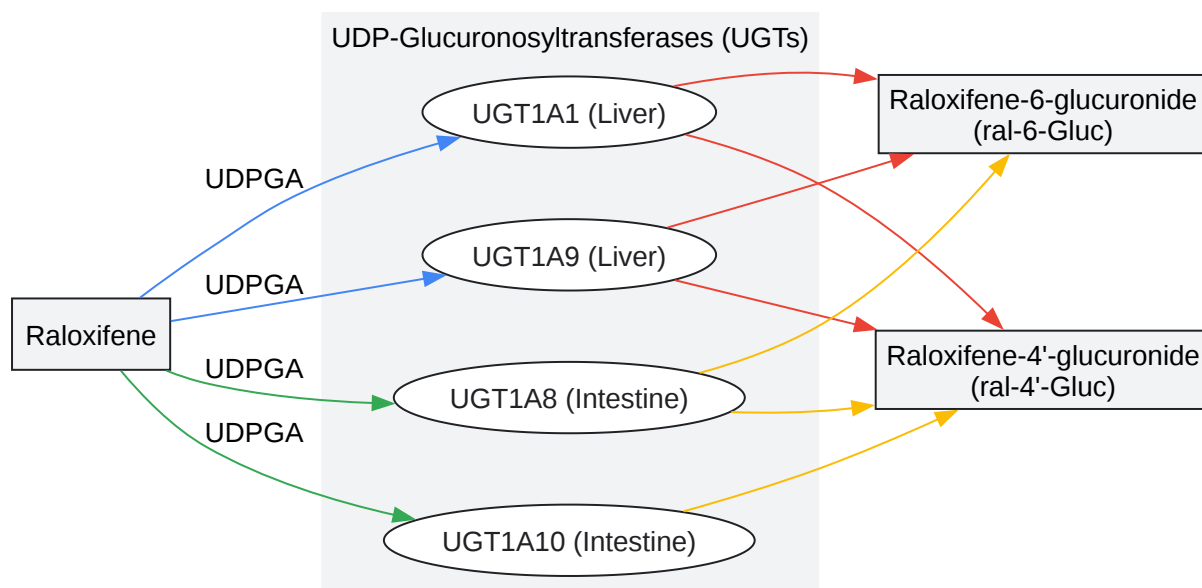 UDP-Glucuronosyltransferases (UGTs)
UGT1A1 (Liver)
Raloxifene-6-glucuronide
(ral-6-Gluc)
UDPGA
UGT1A9 (Liver)
UDPGA
Raloxifene
UDPGA
Raloxifene-4'-glucuronide
(ral-4'-Gluc)
UGT1A8 (Intestine)
UDPGA
UGT1A10 (Intestine)